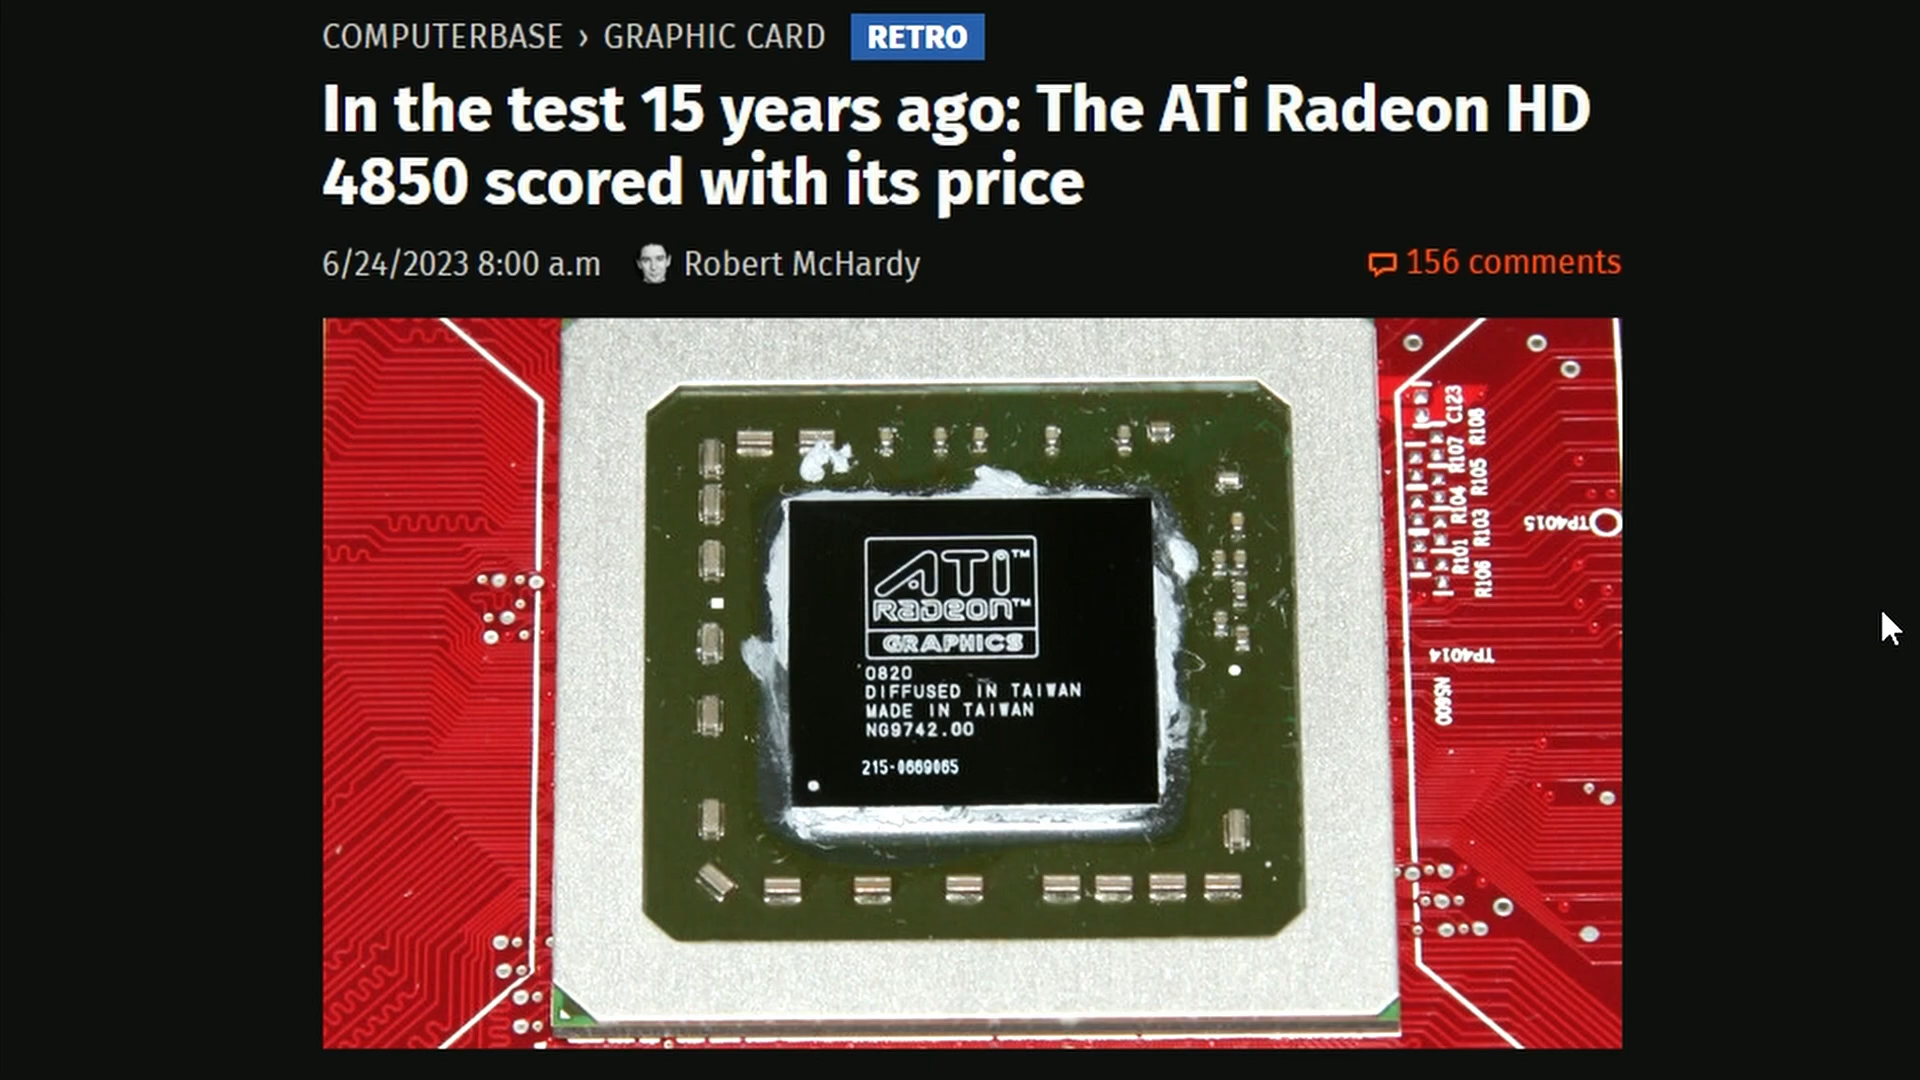 COMPUTERBASE › GRAPHIC CARD RETRO
In the test 15 years ago: The ATi Radeon HD
4850 scored with its price
6/24/2023 8:00 a.m Robert McHardy 156 comments
ATi™
RADEON™
GRAPHICS
0820
DIFFUSED IN TAIWAN
MADE IN TAIWAN
NG9742.00
215-0669065
C123
R108
R107
R105
R104
R103
R101
R106
TP4015
TP4014